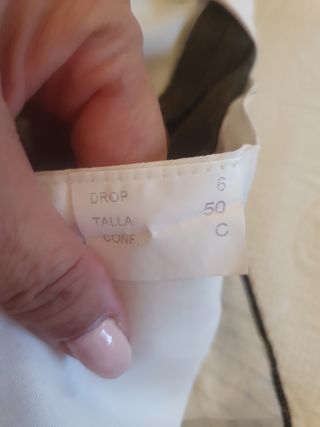 DROP 6
TALLA 50
CONF. C